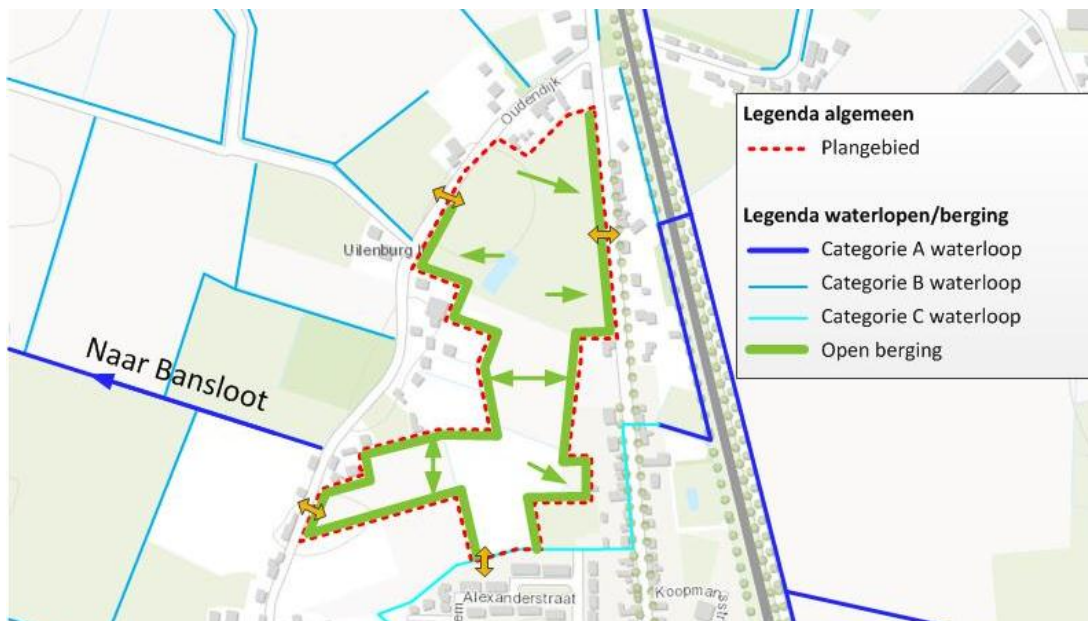 Oudendijk
Uilenburg
Naar Bansloot
Alexanderstraat
Legenda algemeen
Plangebied
Legenda waterlopen/berging
Categorie A waterloop
Categorie B waterloop
Categorie C waterloop
Open berging